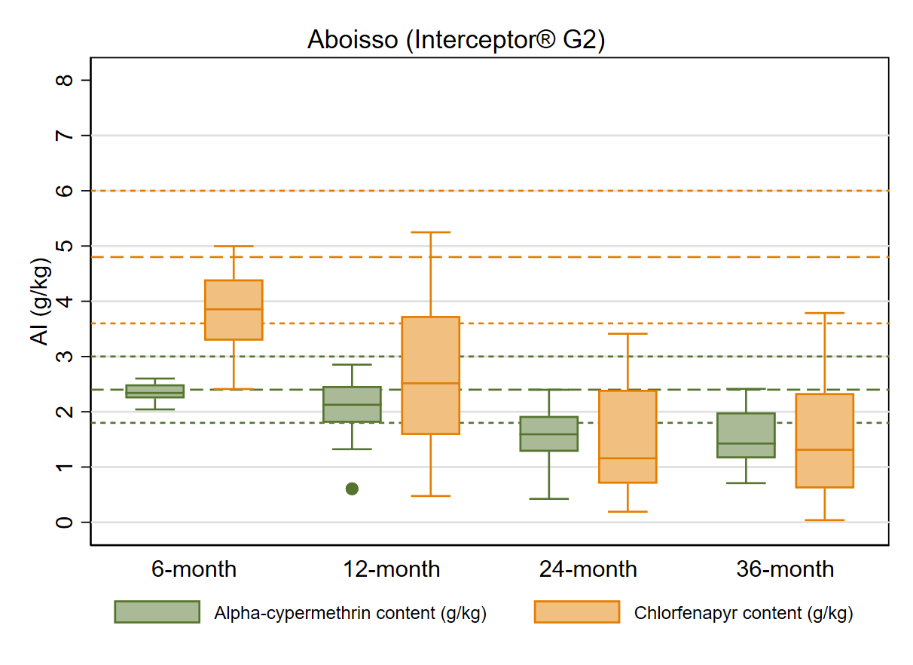 Aboisso (Interceptor® G2)
AI (g/kg)
8
7
6
5
4
3
2
1
0
6-month 12-month 24-month 36-month
Alpha-cypermethrin content (g/kg) Chlorfenapyr content (g/kg)